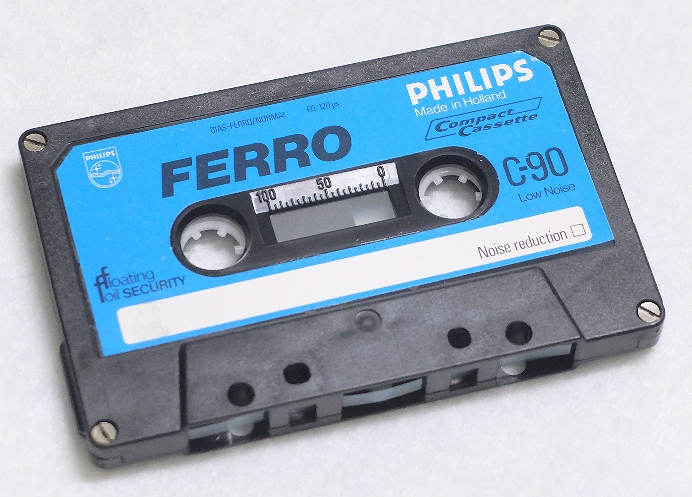 PHILIPS
Made in Holland
Compact
Cassette
BIAS-FERRO/NORMAL EQ-120 µs
PHILIPS
FERRO
100 50 0
C-90
Low Noise
Noise reduction
floating
foil SECURITY